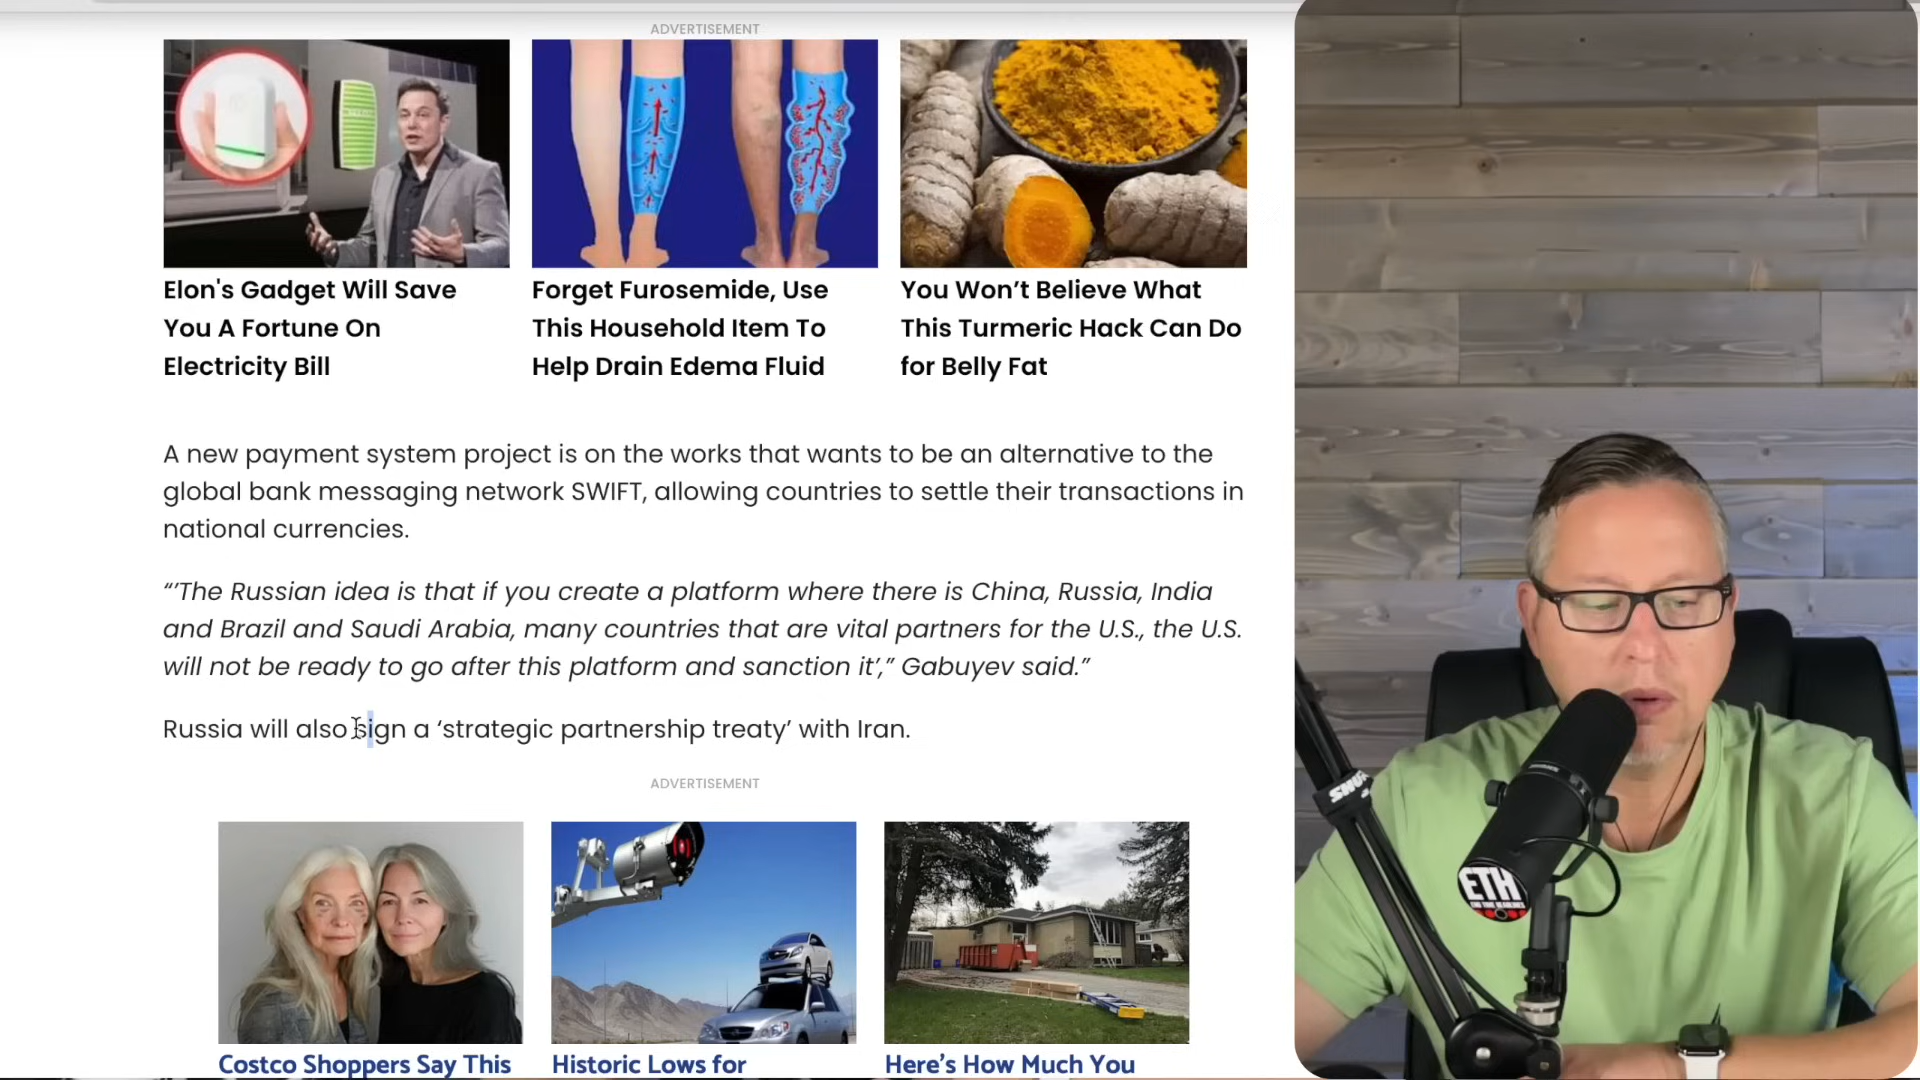 ADVERTISEMENT
Elon's Gadget Will Save
You A Fortune On
Electricity Bill
Forget Furosemide, Use
This Household Item To
Help Drain Edema Fluid
You Won’t Believe What
This Turmeric Hack Can Do
for Belly Fat
A new payment system project is on the works that wants to be an alternative to the
global bank messaging network SWIFT, allowing countries to settle their transactions in
national currencies.
“‘The Russian idea is that if you create a platform where there is China, Russia, India
and Brazil and Saudi Arabia, many countries that are vital partners for the U.S., the U.S.
will not be ready to go after this platform and sanction it’,” Gabuyev said.”
Russia will also sign a ‘strategic partnership treaty’ with Iran.
ADVERTISEMENT
Costco Shoppers Say This
Historic Lows for
Here’s How Much You
SHURE
ETH